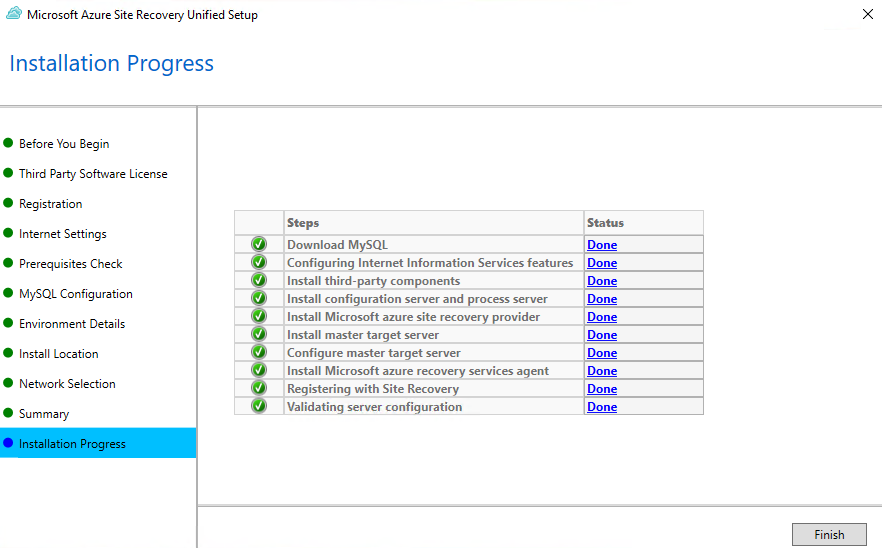 Microsoft Azure Site Recovery Unified Setup
Installation Progress
Before You Begin
Third Party Software License
Registration
Internet Settings
Prerequisites Check
MySQL Configuration
Environment Details
Install Location
Network Selection
Summary
Installation Progress
Steps Status
Download MySQL Done
Configuring Internet Information Services features Done
Install third-party components Done
Install configuration server and process server Done
Install Microsoft azure site recovery provider Done
Install master target server Done
Configure master target server Done
Install Microsoft azure recovery services agent Done
Registering with Site Recovery Done
Validating server configuration Done
Finish